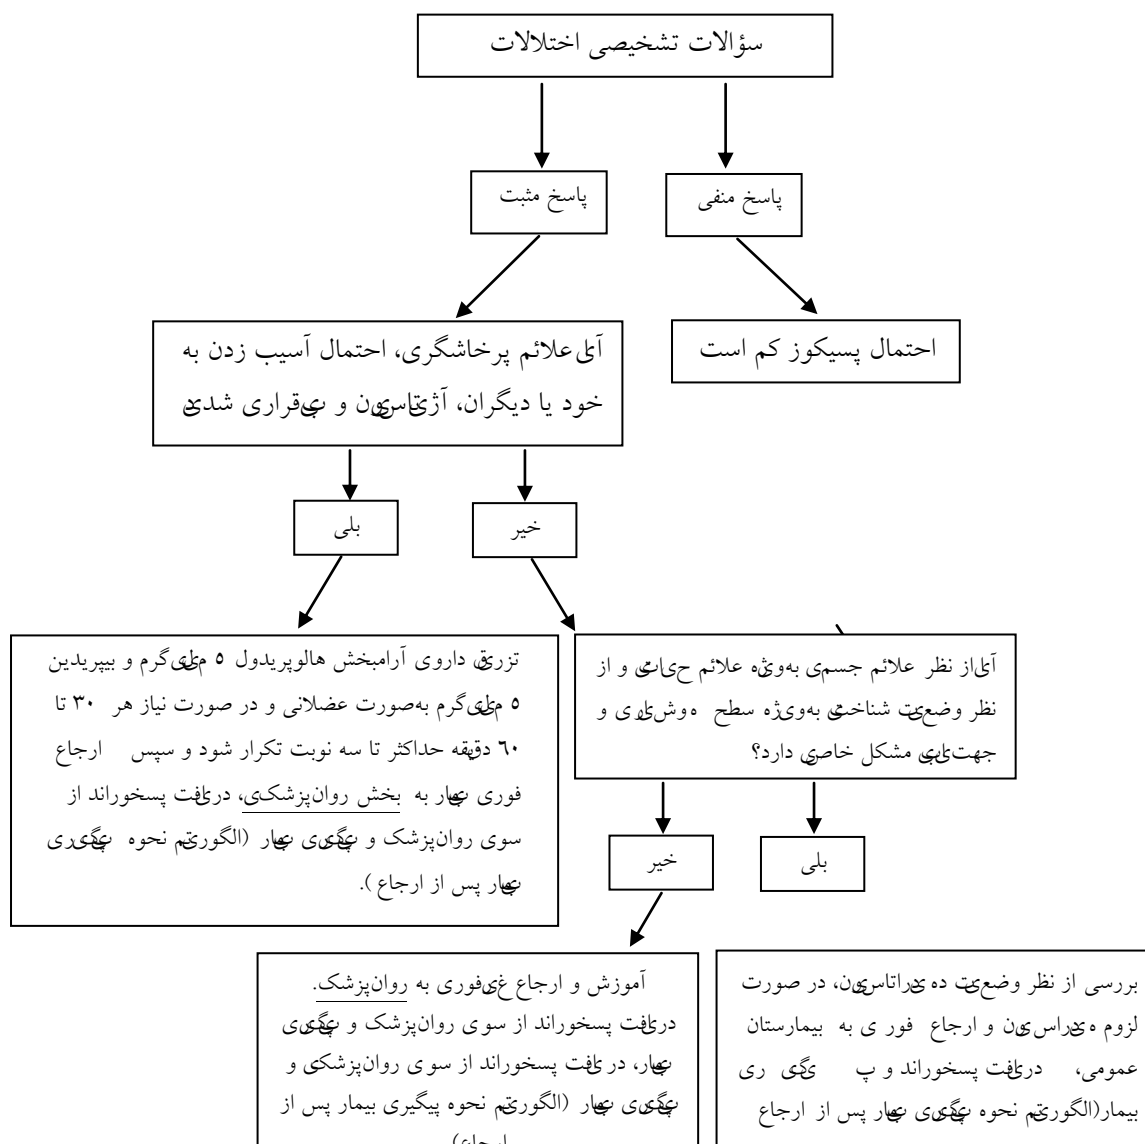 سؤالات تشخیصی اختلالات
پاسخ منفی
پاسخ مثبت
احتمال پسیکوز کم است
آیا علائم پرخاشگری، احتمال آسیب زدن به
خود یا دیگران، آژیتاسیون و بی‌قراری شدید
خیر
بلی
آیا از نظر علائم جسمی به‌ویژه علائم حیاتی و از
نظر وضعیت شناختی به‌ویژه سطح هوشیاری و
جهت‌یابی مشکل خاصی دارد؟
تزریق داروی آرامبخش هالوپریدول ۵ میلی‌گرم و بیپریدین
۵ میلی‌گرم به‌صورت عضلانی و در صورت نیاز هر ۳۰ تا
۶۰ دقیقه حداکثر تا سه نوبت تکرار شود و سپس ارجاع
فوری بیمار به بخش روان‌پزشکی، دریافت پسخوراند از
سوی روان‌پزشک و پیگیری بیمار (الگوریتم نحوه پیگیری
بیمار پس از ارجاع ).
بلی
خیر
بررسی از نظر وضعیت دهیدراتاسیون، در صورت
لزوم هیدراسیون و ارجاع فوری به بیمارستان
عمومی، دریافت پسخوراند و پیگیری
بیمار(الگوریتم نحوه پیگیری بیمار پس از ارجاع
آموزش و ارجاع غیرفوری به روان‌پزشک.
دریافت پسخوراند از سوی روان‌پزشک و پیگیری
بیمار، دریافت پسخوراند از سوی روان‌پزشکی و
پیگیری بیمار (الگوریتم نحوه پیگیری بیمار پس از
ارجاع)